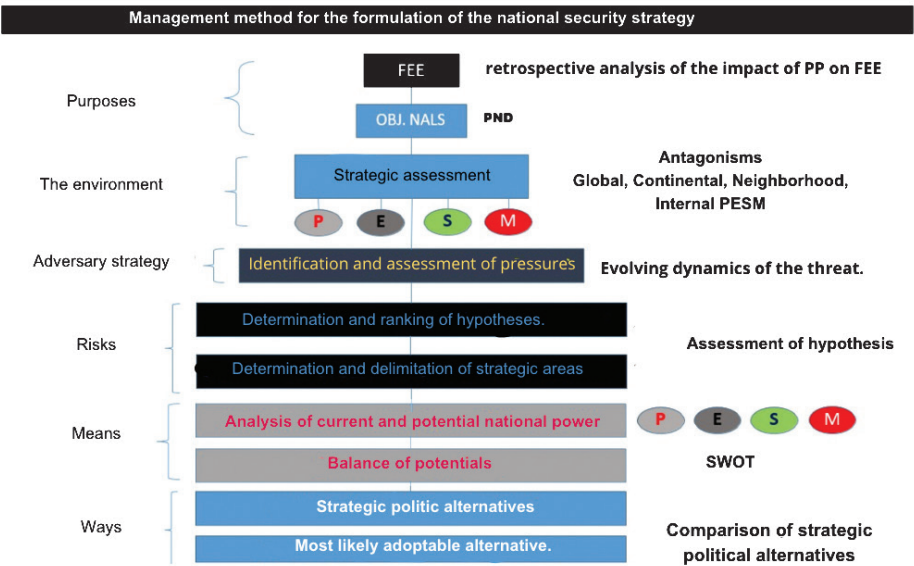 Management method for the formulation of the national security strategy
FEE
retrospective analysis of the impact of PP on FEE
Purposes
OBJ. NALS
PND
The environment
Strategic assessment
Antagonisms
Global, Continental, Neighborhood,
Internal PESM
P E S M
Adversary strategy
Identification and assessment of pressure's
Evolving dynamics of the threat.
Risks
Determination and ranking of hypotheses.
Determination and delimitation of strategic areas
Assessment of hypothesis
Means
Analysis of current and potential national power
P E S M
Balance of potentials
SWOT
Ways
Strategic politic alternatives
Most likely adoptable alternative.
Comparison of strategic
political alternatives